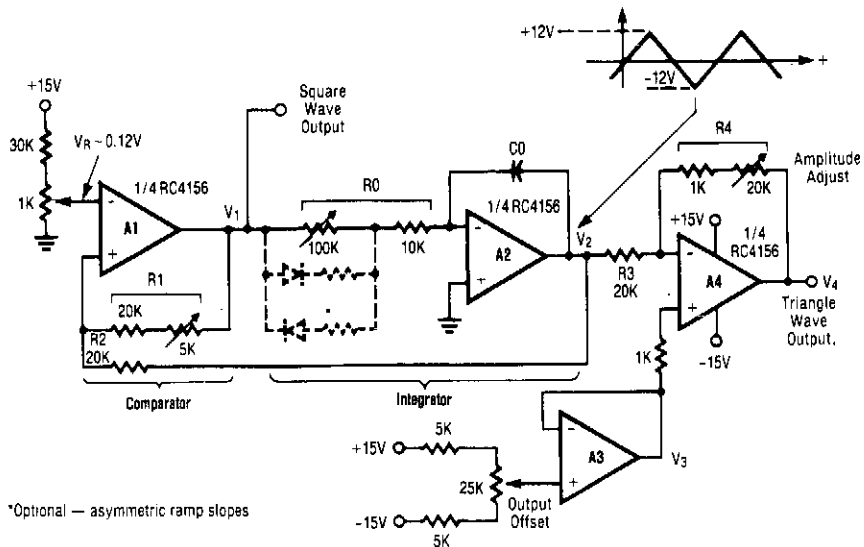 +12V
-12V
+
+15V
30K
1K
VR~0.12V
Square
Wave
Output
1/4 RC4156
-
A1
+
V1
R0
100K
10K
C0
1/4 RC4156
-
A2
+
V2
R4
1K
20K
Amplitude
Adjust
+15V
1/4
RC4156
R3
20K
-
A4
+
V4
Triangle
Wave
Output.
-15V
R1
20K
5K
R2
20K
1K
Comparator
Integrator
-
A3
+
V3
+15V
5K
25K
Output
Offset
-15V
5K
*Optional — asymmetric ramp slopes